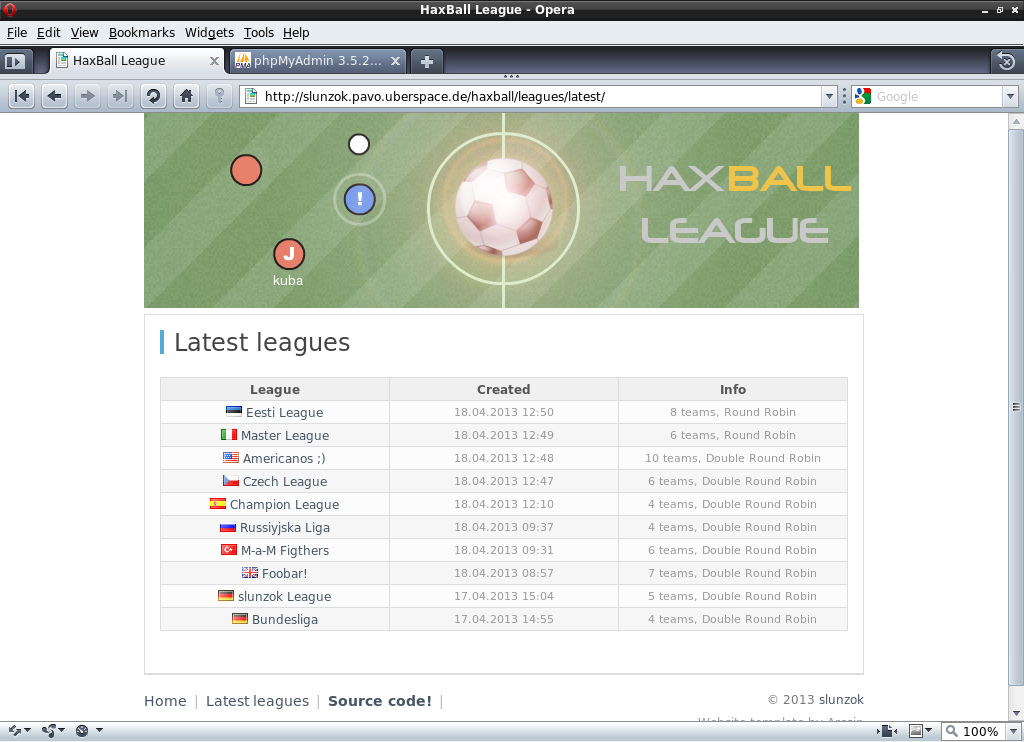 HaxBall League - Opera
File Edit View Bookmarks Widgets Tools Help
HaxBall League
phpMyAdmin 3.5.2...
http://slunzok.pavo.uberspace.de/haxball/leagues/latest/
Google
!
J
kuba
HAXBALL
LEAGUE
Latest leagues
League Created Info
Eesti League 18.04.2013 12:50 8 teams, Round Robin
Master League 18.04.2013 12:49 6 teams, Round Robin
Americanos ;) 18.04.2013 12:48 10 teams, Double Round Robin
Czech League 18.04.2013 12:47 6 teams, Double Round Robin
Champion League 18.04.2013 12:10 4 teams, Double Round Robin
Russiyjska Liga 18.04.2013 09:37 4 teams, Double Round Robin
M-a-M Figthers 18.04.2013 09:31 6 teams, Double Round Robin
Foobar! 18.04.2013 08:57 7 teams, Double Round Robin
slunzok League 17.04.2013 15:04 5 teams, Double Round Robin
Bundesliga 17.04.2013 14:55 4 teams, Double Round Robin
Home | Latest leagues | Source code! |
© 2013 slunzok
Website template by Arcsin
100%